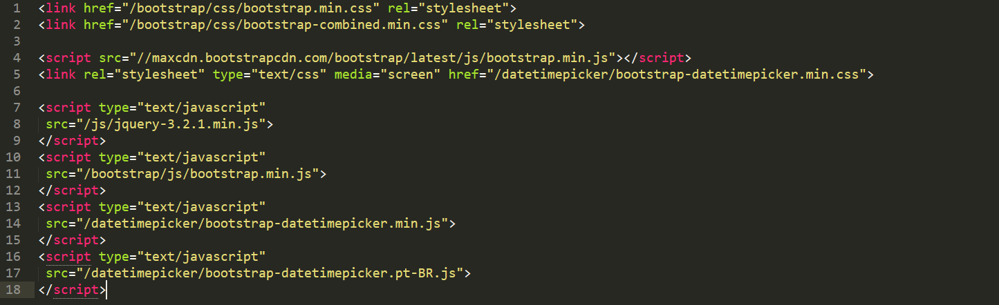 1 <link href="/bootstrap/css/bootstrap.min.css" rel="stylesheet">
2 <link href="/bootstrap/css/bootstrap-combined.min.css" rel="stylesheet">
3
4 <script src="//maxcdn.bootstrapcdn.com/bootstrap/latest/js/bootstrap.min.js"></script>
5 <link rel="stylesheet" type="text/css" media="screen" href="/datetimepicker/bootstrap-datetimepicker.min.css">
6
7 <script type="text/javascript"
8 src="/js/jquery-3.2.1.min.js">
9 </script>
10 <script type="text/javascript"
11 src="/bootstrap/js/bootstrap.min.js">
12 </script>
13 <script type="text/javascript"
14 src="/datetimepicker/bootstrap-datetimepicker.min.js">
15 </script>
16 <script type="text/javascript"
17 src="/datetimepicker/bootstrap-datetimepicker.pt-BR.js">
18 </script>